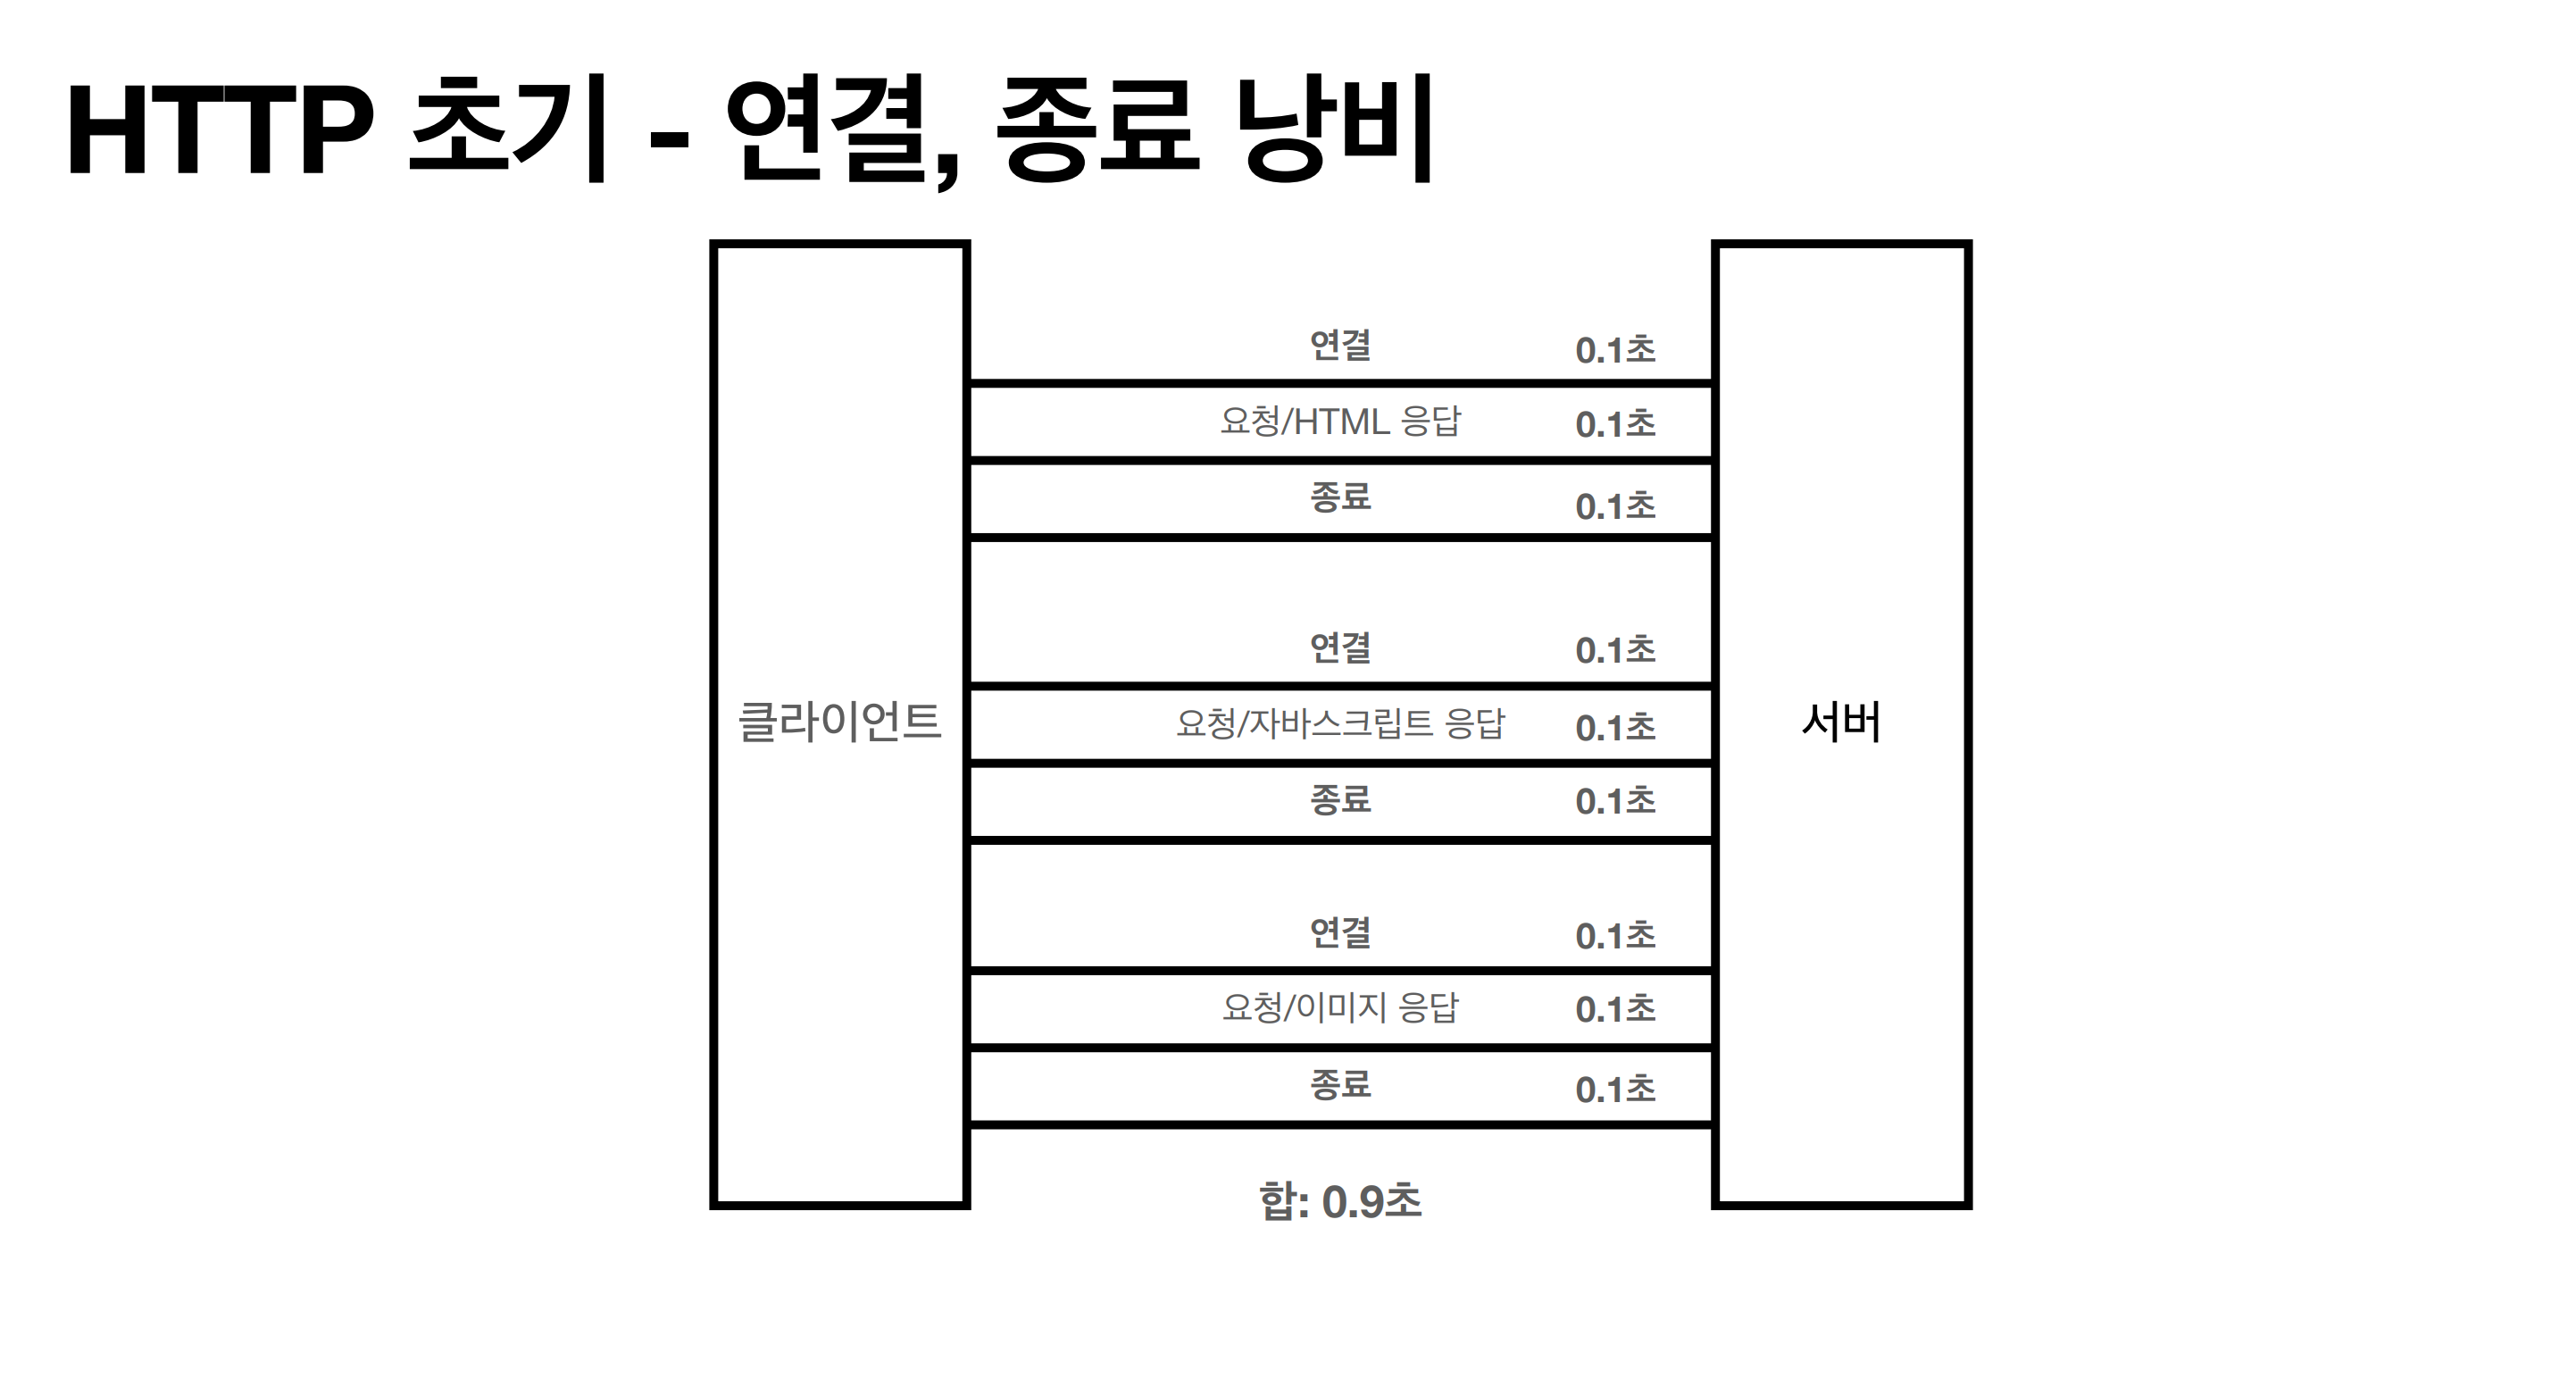 HTTP 초기 - 연결, 종료 낭비
연결 0.1초
요청/HTML 응답 0.1초
종료 0.1초
연결 0.1초
클라이언트 요청/자바스크립트 응답 0.1초 서버
종료 0.1초
연결 0.1초
요청/이미지 응답 0.1초
종료 0.1초
합: 0.9초